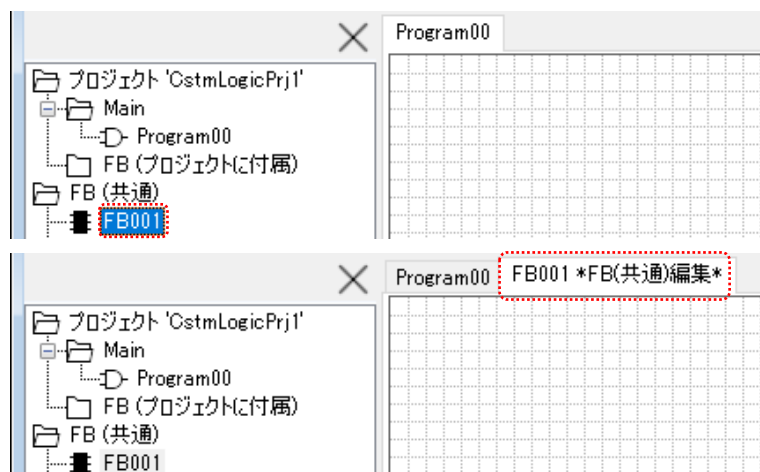 Program00
プロジェクト 'CstmLogicPrj1'
Main
Program00
FB (プロジェクトに付属)
FB (共通)
FB001
Program00 FB001 *FB(共通)編集*
プロジェクト 'CstmLogicPrj1'
Main
Program00
FB (プロジェクトに付属)
FB (共通)
FB001